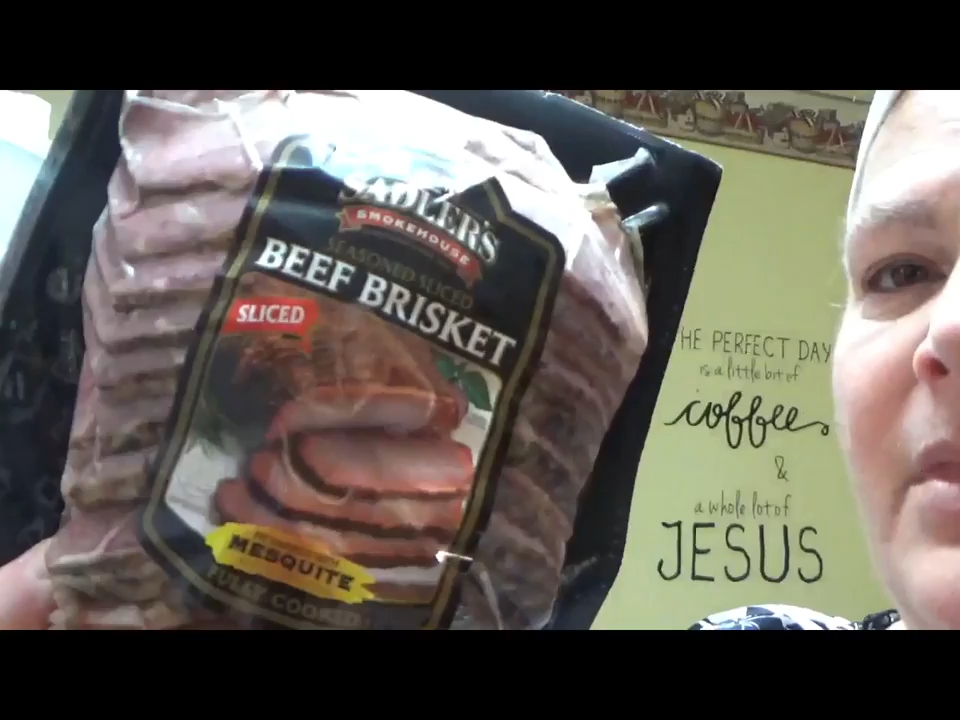 SADLER'S
SMOKEHOUSE
SEASONED SLICED
BEEF BRISKET
SLICED
MESQUITE
FULLY COOKED
HE PERFECT DAY
is a little bit of
coffee
&
a whole lot of
JESUS